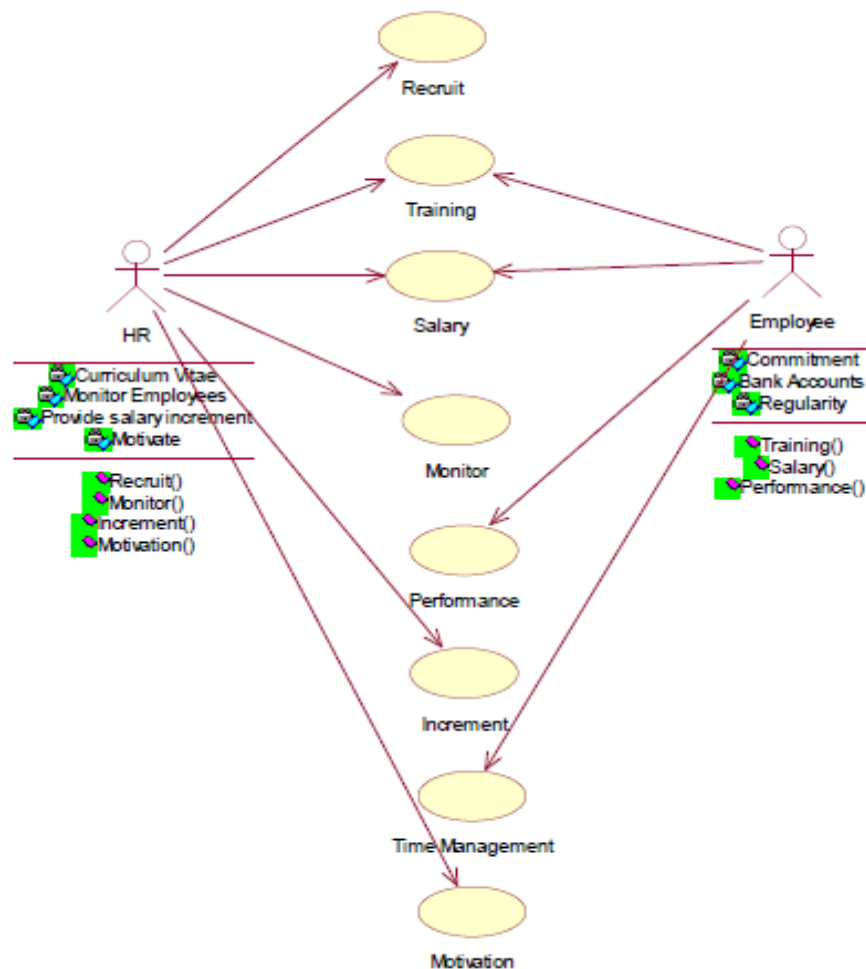 Recruit
Training
Salary
HR
Employee
Curriculum Vitae
Monitor Employees
Provide salary increment
Motivate
Recruit()
Monitor()
Increment()
Motivation()
Commitment
Bank Accounts
Regularity
Training()
Salary()
Performance()
Monitor
Performance
Increment
Time Management
Motivation